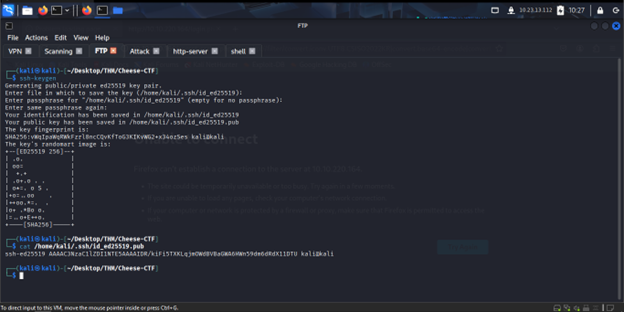 10.23.13.112 10:27
FTP
File Actions Edit View Help
VPN Scanning FTP Attack http-server shell
(kali㉿kali)-[~/Desktop/THM/Cheese-CTF]
$ ssh-keygen
Generating public/private ed25519 key pair.
Enter file in which to save the key (/home/kali/.ssh/id_ed25519):
Enter passphrase for "/home/kali/.ssh/id_ed25519" (empty for no passphrase):
Enter same passphrase again:
Your identification has been saved in /home/kali/.ssh/id_ed25519
Your public key has been saved in /home/kali/.ssh/id_ed25519.pub
The key fingerprint is:
kali@kali
The key's randomart image is:
+--[ED25519 256]--+
+----[SHA256]-----+
(kali㉿kali)-[~/Desktop/THM/Cheese-CTF]
$ cat /home/kali/.ssh/id_ed25519.pub
ssh-ed25519 kali@kali
(kali㉿kali)-[~/Desktop/THM/Cheese-CTF]
$
To direct input to this VM, move the mouse pointer inside or press Ctrl+G.